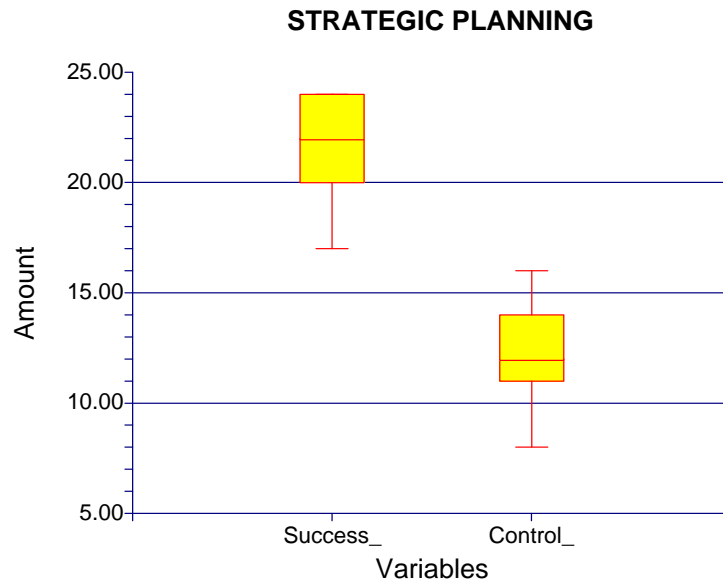 STRATEGIC PLANNING
25.00
20.00
15.00
10.00
5.00
Amount
Success_
Control_
Variables